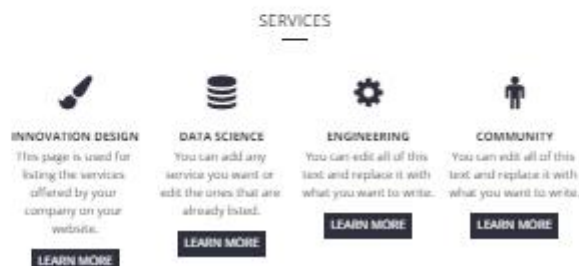 SERVICES
INNOVATION DESIGN
This page is used for
listing the services
offered by your
company on your
website.
LEARN MORE
DATA SCIENCE
You can add any
service you want or
edit the ones that are
already listed.
LEARN MORE
ENGINEERING
You can edit all of this
text and replace it with
what you want to write.
LEARN MORE
COMMUNITY
You can edit all of this
text and replace it with
what you want to write.
LEARN MORE